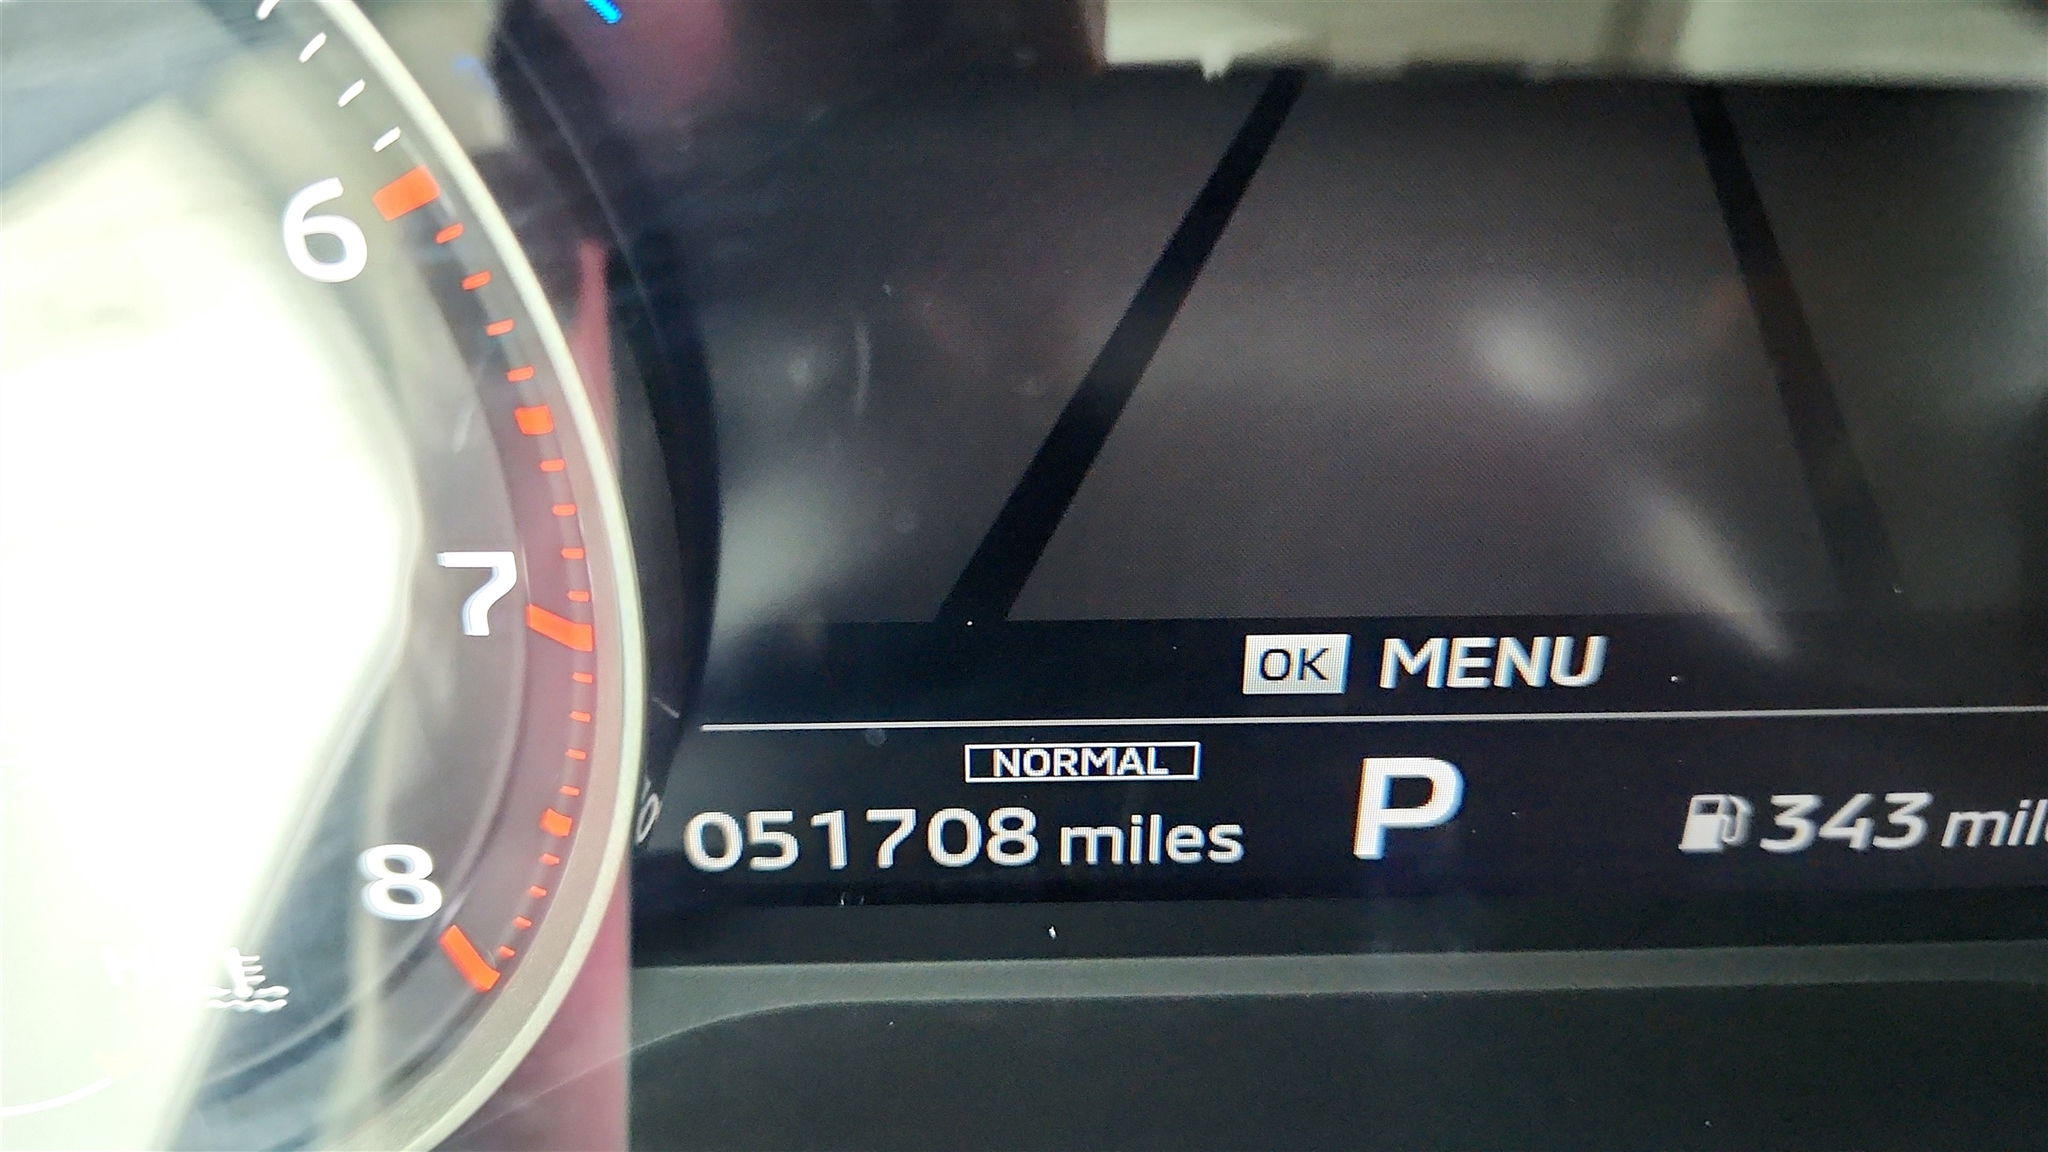 6
7
8
OK MENU
NORMAL
051708 miles
P
343